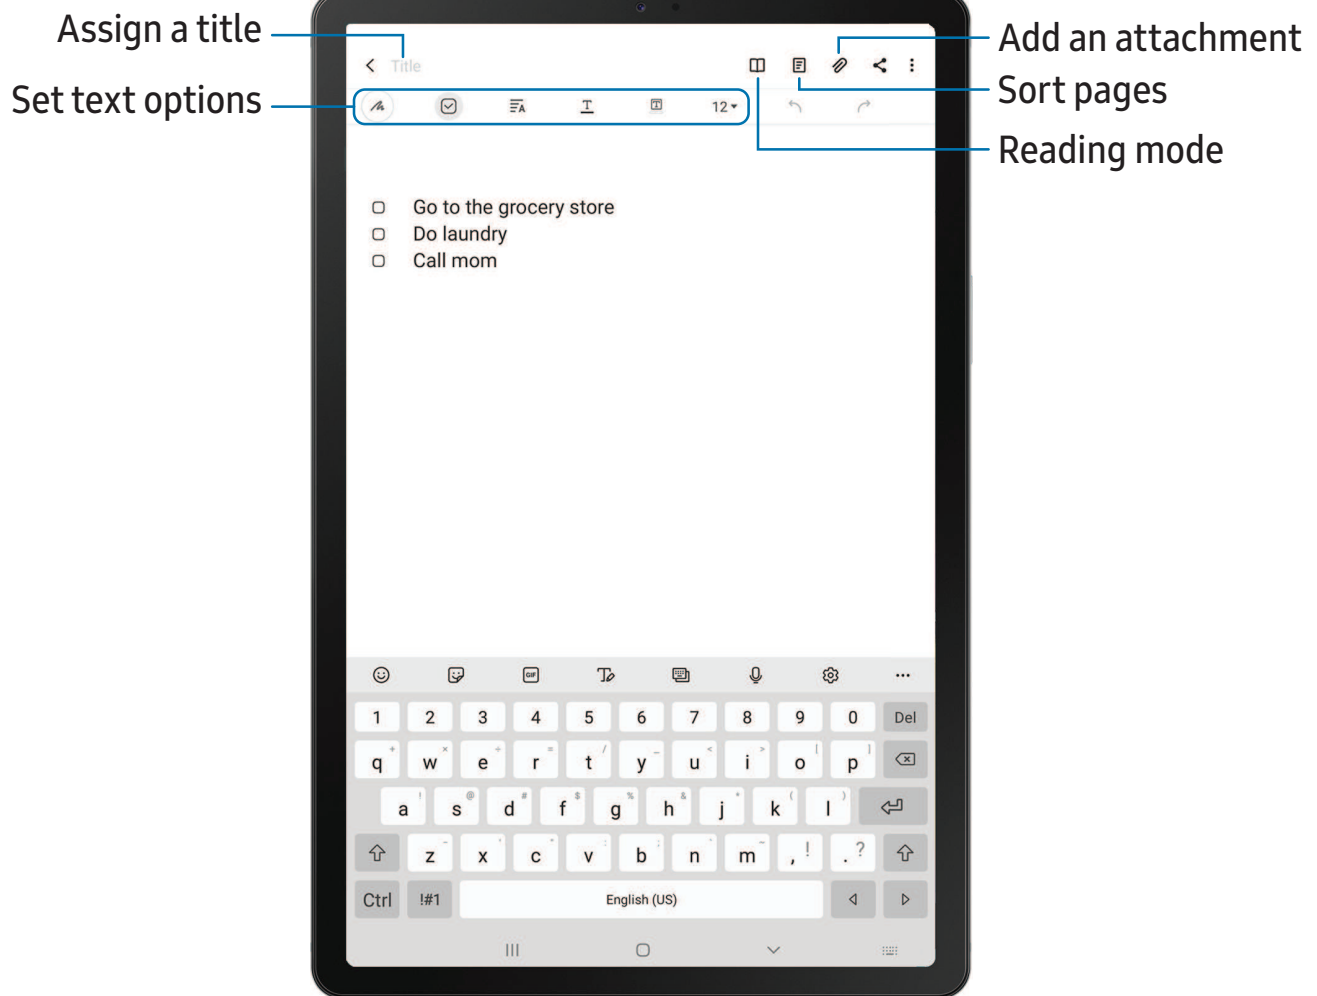 Assign a title
Add an attachment
Title
Sort pages
Set text options
12
Reading mode
Go to the grocery store
Do laundry
Call mom
GIF
1 2 3 4 5 6 7 8 9 0 Del
q w e r t y u i o p
a s d f g h j k l
z x c v b n m , ! . ?
Ctrl !#1 English (US)